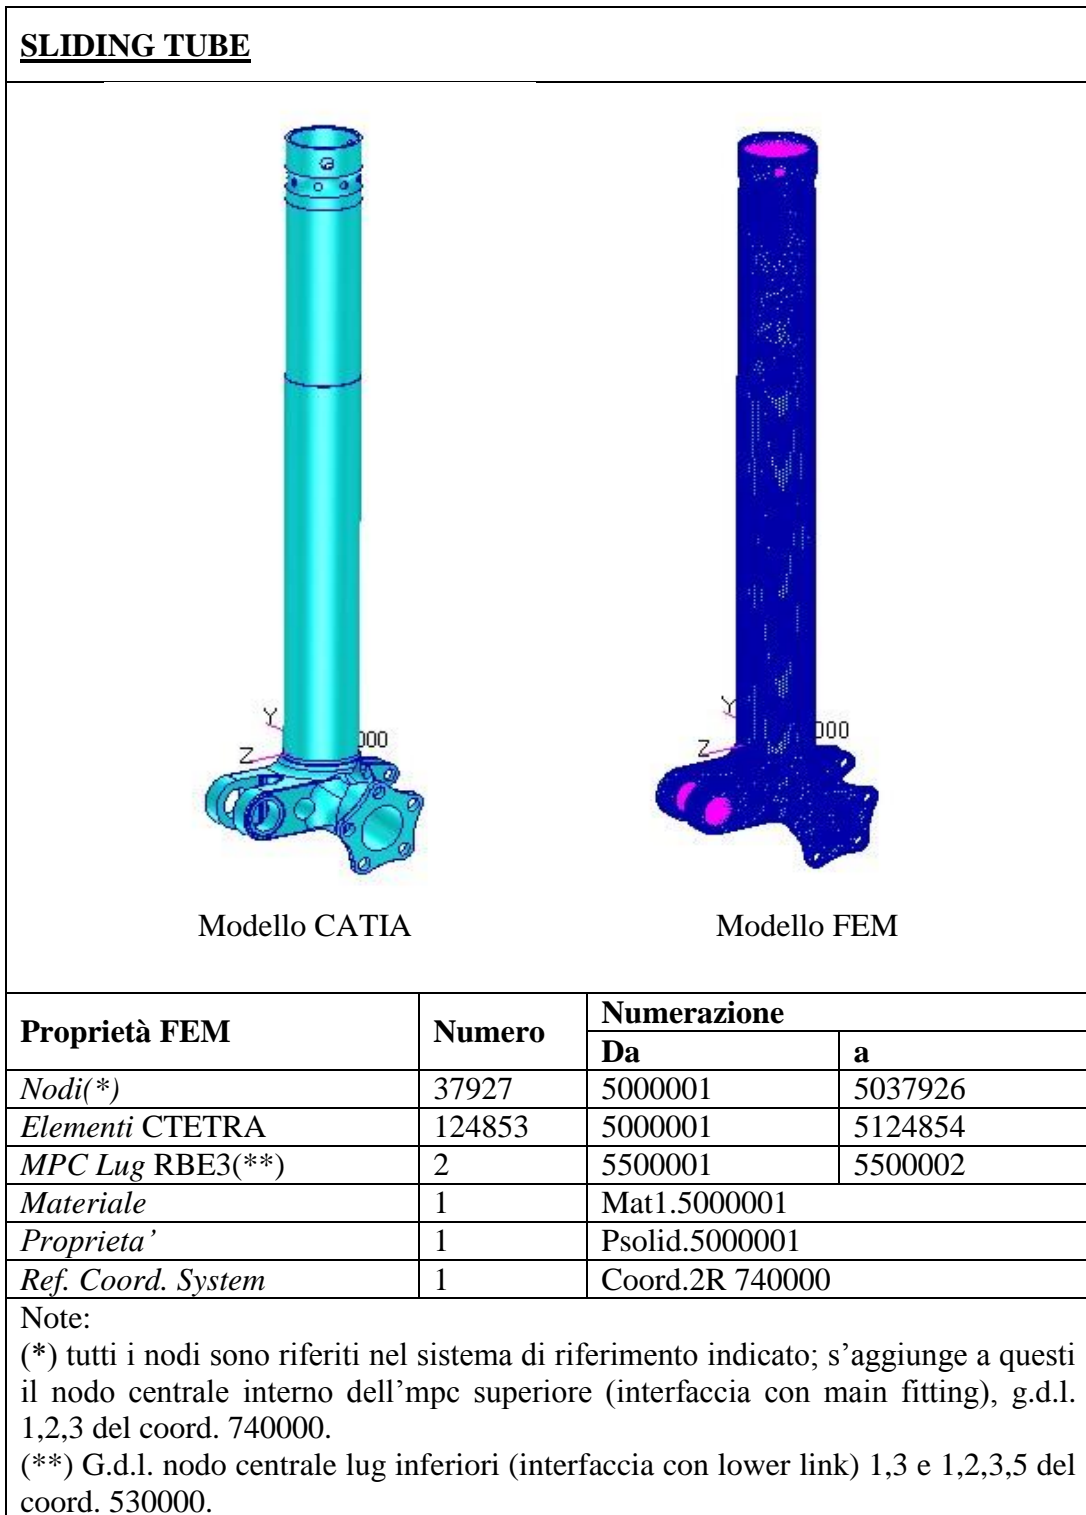 SLIDING TUBE
Y
Z
000
Y
Z
000
Modello CATIA
Modello FEM
Proprietà FEM Numero Numerazione
Da a
Nodi(*) 37927 5000001 5037926
Elementi CTETRA 124853 5000001 5124854
MPC Lug RBE3(**) 2 5500001 5500002
Materiale 1 Mat1.5000001
Proprieta’ 1 Psolid.5000001
Ref. Coord. System 1 Coord.2R 740000
Note:
(*) tutti i nodi sono riferiti nel sistema di riferimento indicato; s’aggiunge a questi
il nodo centrale interno dell’mpc superiore (interfaccia con main fitting), g.d.l.
1,2,3 del coord. 740000.
(**) G.d.l. nodo centrale lug inferiori (interfaccia con lower link) 1,3 e 1,2,3,5 del
coord. 530000.